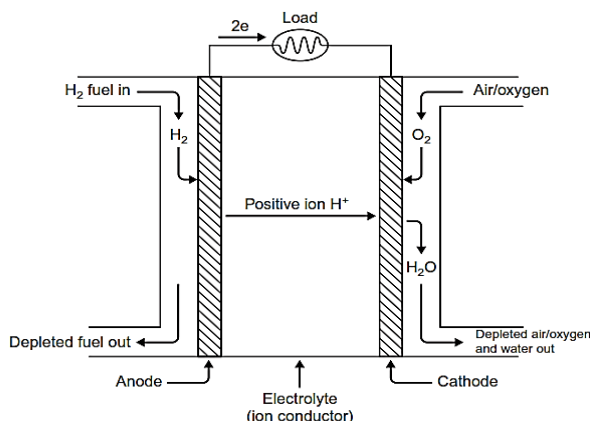 Load
2e
H₂ fuel in
Air/oxygen
H₂
O₂
Positive ion H⁺
H₂O
Depleted fuel out
Depleted air/oxygen
and water out
Anode
Cathode
Electrolyte
(ion conductor)